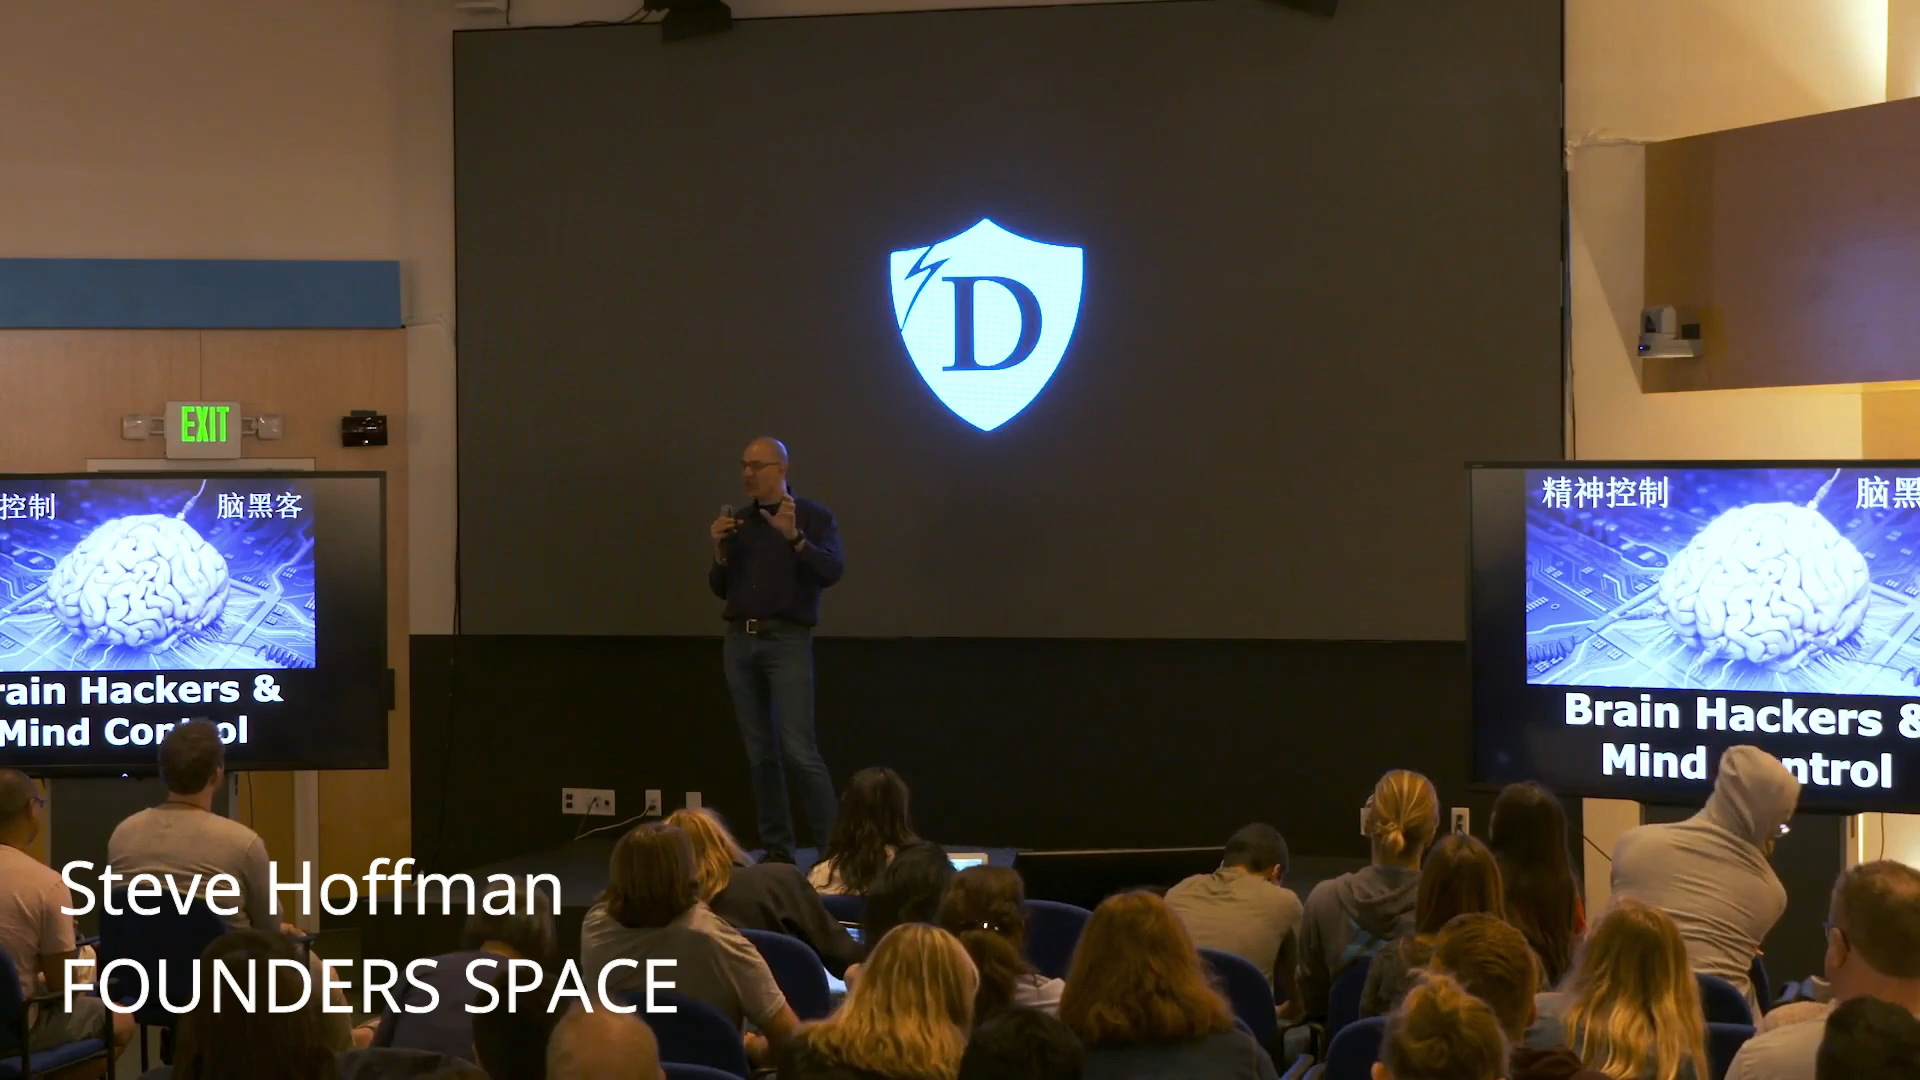 D
EXIT
控制 脑黑客
rain Hackers &
Mind Con ol
精神控制 脑黑
Brain Hackers &
Mind ntrol
Steve Hoffman
FOUNDERS SPACE